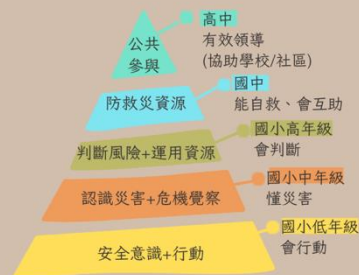 公共
參與
高中
有效領導
(協助學校/社區)
防救災資源
國中
能自救、會互助
判斷風險+運用資源
國小高年級
會判斷
認識災害+危機覺察
國小中年級
懂災害
安全意識+行動
國小低年級
會行動